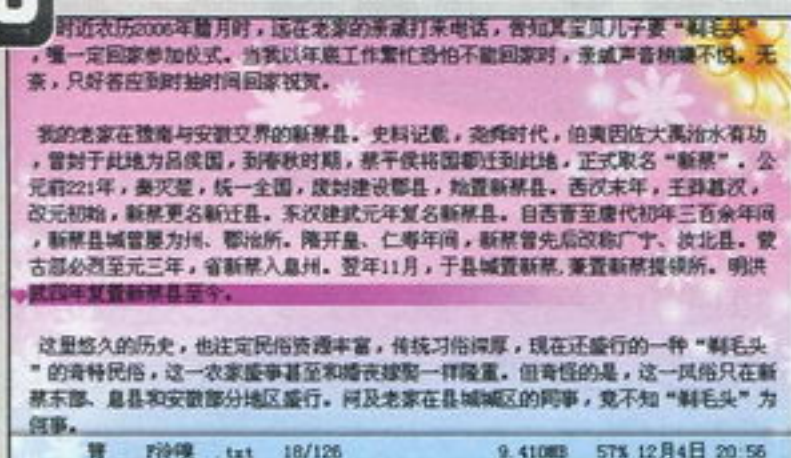 时近农历2006年腊月时，远在老家的亲戚打来电话，告知其宝贝儿子要“剃毛头”
，嘱一定回家参加仪式。当我以年底工作繁忙恐怕不能回家时，亲戚声音稍嫌不悦。无
奈，只好答应到时抽时间回家祝贺。
我的老家在豫南与安徽交界的新蔡县。史料记载，尧舜时代，伯夷因佐大禹治水有功
，曾封于此地为吕侯国，到春秋时期，蔡平侯将国都迁到此地，正式取名“新蔡”。公
元前221年，秦灭楚，统一全国，废封建设郡县，始置新蔡县。西汉末年，王莽篡汉，
改元初始，新蔡更名新迁县。东汉建武元年复名新蔡县。自西晋至唐代初年三百余年间
，新蔡县城曾屡为州、郡治所。隋开皇、仁寿年间，新蔡曾先后改称广宁、汝北县。蒙
古忽必烈至元三年，省新蔡入息州。翌年11月，于县城置新蔡,兼置新蔡提领所。明洪
武四年复置新蔡县至今。
这里悠久的历史，也注定民俗资源丰富，传统习俗深厚，现在还盛行的一种“剃毛头
”的奇特民俗，这一农家盛事甚至和婚丧嫁娶一样隆重。但奇怪的是，这一风俗只在新
蔡东部、息县和安徽部分地区盛行。问及老家在县城城区的同事，竟不知“剃毛头”为
何事。
.txt 18/126 9.410MB 57% 12月4日 20:56